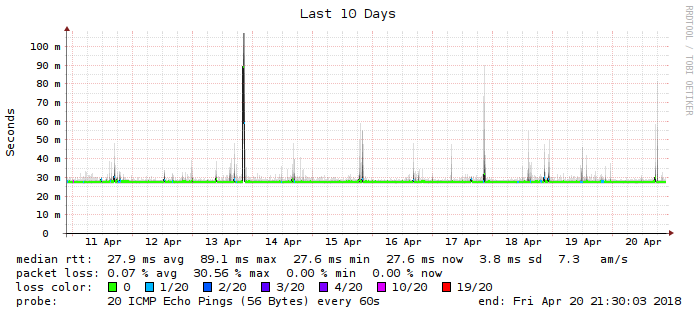 Last 10 Days
RRDTOOL / TOBI OETIKER
Seconds
100 m
90 m
80 m
70 m
60 m
50 m
40 m
30 m
20 m
10 m
0
11 Apr 12 Apr 13 Apr 14 Apr 15 Apr 16 Apr 17 Apr 18 Apr 19 Apr 20 Apr
median rtt: 27.9 ms avg 89.1 ms max 27.6 ms min 27.6 ms now 3.8 ms sd 7.3 am/s
packet loss: 0.07 % avg 30.56 % max 0.00 % min 0.00 % now
loss color: 0 1/20 2/20 3/20 4/20 10/20 19/20
probe: 20 ICMP Echo Pings (56 Bytes) every 60s end: Fri Apr 20 21:30:03 2018